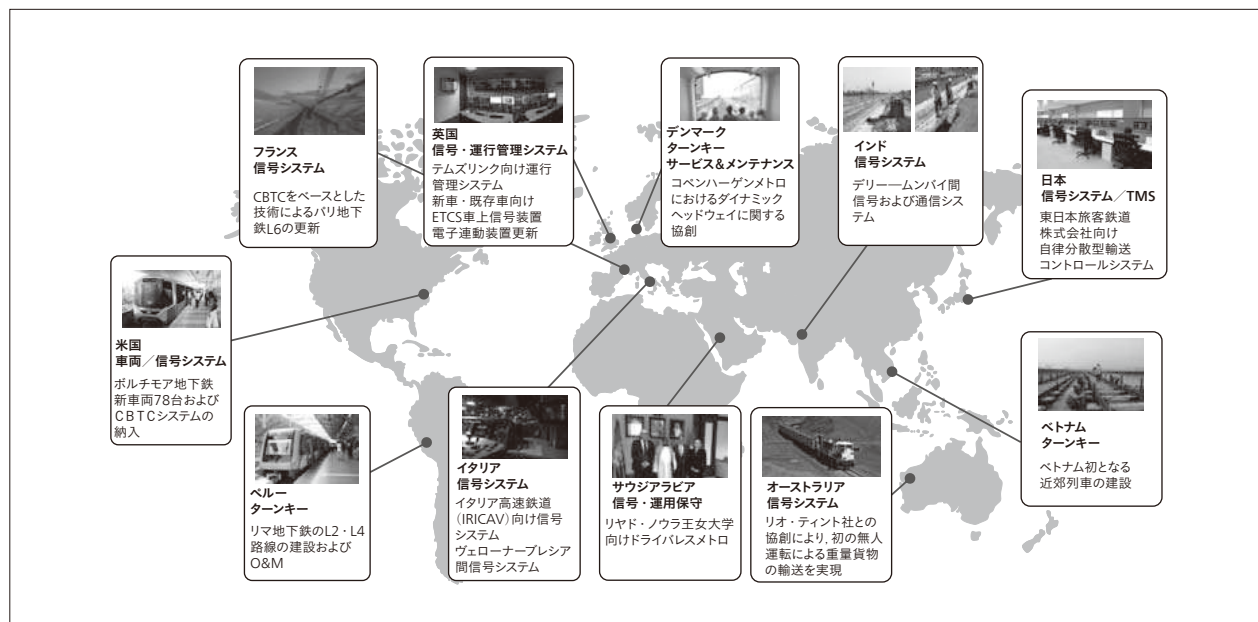 フランス
信号システム
CBTCをベースとした
技術によるパリ地下
鉄L6の更新
英国
信号・運行管理システム
テムズリンク向け運行
管理システム
新車・既存車向け
ETCS車上信号装置
電子連動装置更新
デンマーク
ターンキー
サービス&メンテナンス
コペンハーゲンメトロ
におけるダイナミック
ヘッドウェイに関する
協創
インド
信号システム
デリー―ムンバイ間
信号および通信シス
テム
日本
信号システム/TMS
東日本旅客鉄道
株式会社向け
自律分散型輸送
コントロールシステム
米国
車両/信号システム
ボルチモア地下鉄
新車両78台および
CBTCシステムの
納入
ペルー
ターンキー
リマ地下鉄のL2・L4
路線の建設および
O&M
イタリア
信号システム
イタリア高速鉄道
(IRICAV)向け信号
システム
ヴェローナーブレシア
間信号システム
サウジアラビア
信号・運用保守
リヤド・ノウラ王女大学
向けドライバレスメトロ
オーストラリア
信号システム
リオ・ティント社との
協創により,初の無人
運転による重量貨物
の輸送を実現
ベトナム
ターンキー
ベトナム初となる
近郊列車の建設